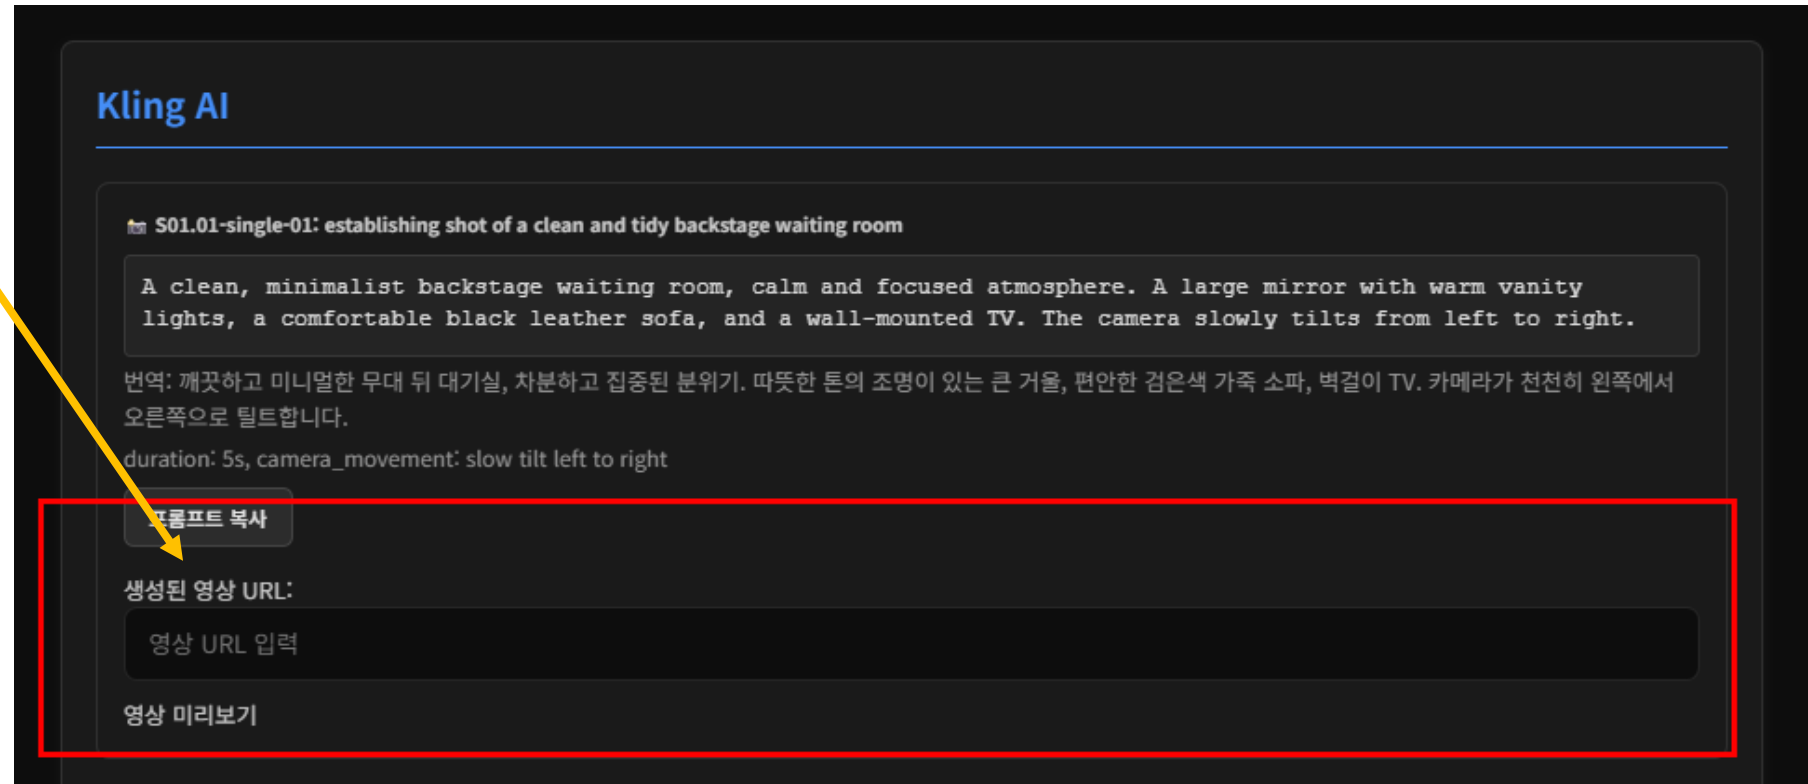 Kling AI
S01.01-single-01: establishing shot of a clean and tidy backstage waiting room
A clean, minimalist backstage waiting room, calm and focused atmosphere. A large mirror with warm vanity
lights, a comfortable black leather sofa, and a wall-mounted TV. The camera slowly tilts from left to right.
번역: 깨끗하고 미니멀한 무대 뒤 대기실, 차분하고 집중된 분위기. 따뜻한 톤의 조명이 있는 큰 거울, 편안한 검은색 가죽 소파, 벽걸이 TV. 카메라가 천천히 왼쪽에서
오른쪽으로 틸트합니다.
duration: 5s, camera_movement: slow tilt left to right
프롬프트 복사
생성된 영상 URL:
영상 URL 입력
영상 미리보기